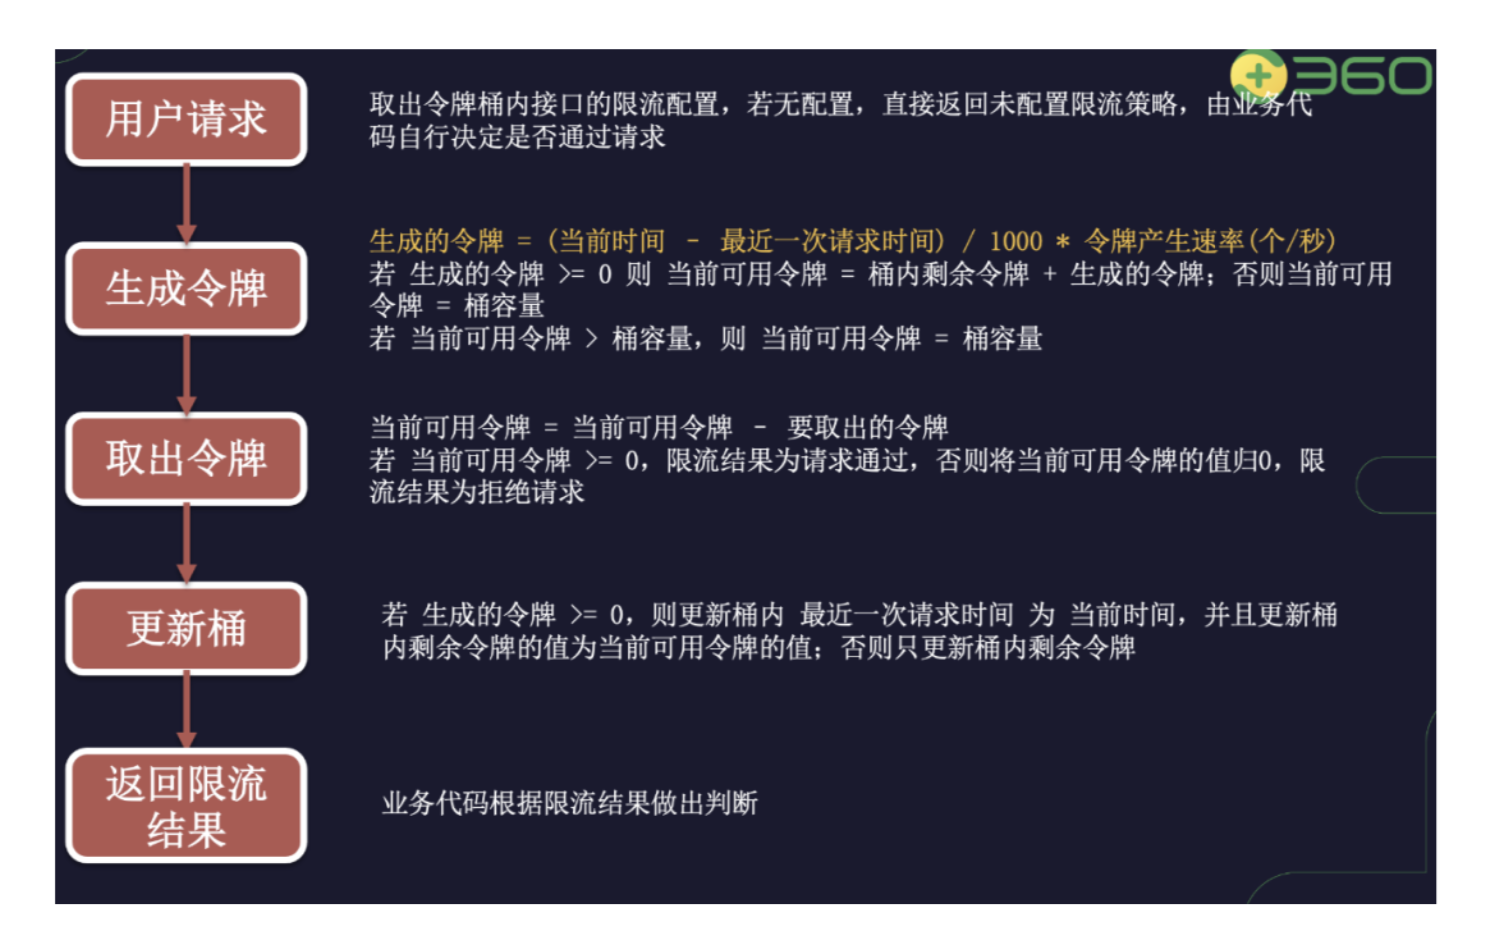 360
用户请求
取出令牌桶内接口的限流配置，若无配置，直接返回未配置限流策略，由业务代
码自行决定是否通过请求
生成令牌
生成的令牌 = (当前时间 - 最近一次请求时间) / 1000 * 令牌产生速率(个/秒)
若 生成的令牌 >= 0 则 当前可用令牌 = 桶内剩余令牌 + 生成的令牌；否则当前可用
令牌 = 桶容量
若 当前可用令牌 > 桶容量，则 当前可用令牌 = 桶容量
取出令牌
当前可用令牌 = 当前可用令牌 - 要取出的令牌
若 当前可用令牌 >= 0，限流结果为请求通过，否则将当前可用令牌的值归0，限
流结果为拒绝请求
更新桶
若 生成的令牌 >= 0，则更新桶内 最近一次请求时间 为 当前时间，并且更新桶
内剩余令牌的值为当前可用令牌的值；否则只更新桶内剩余令牌
返回限流
结果
业务代码根据限流结果做出判断